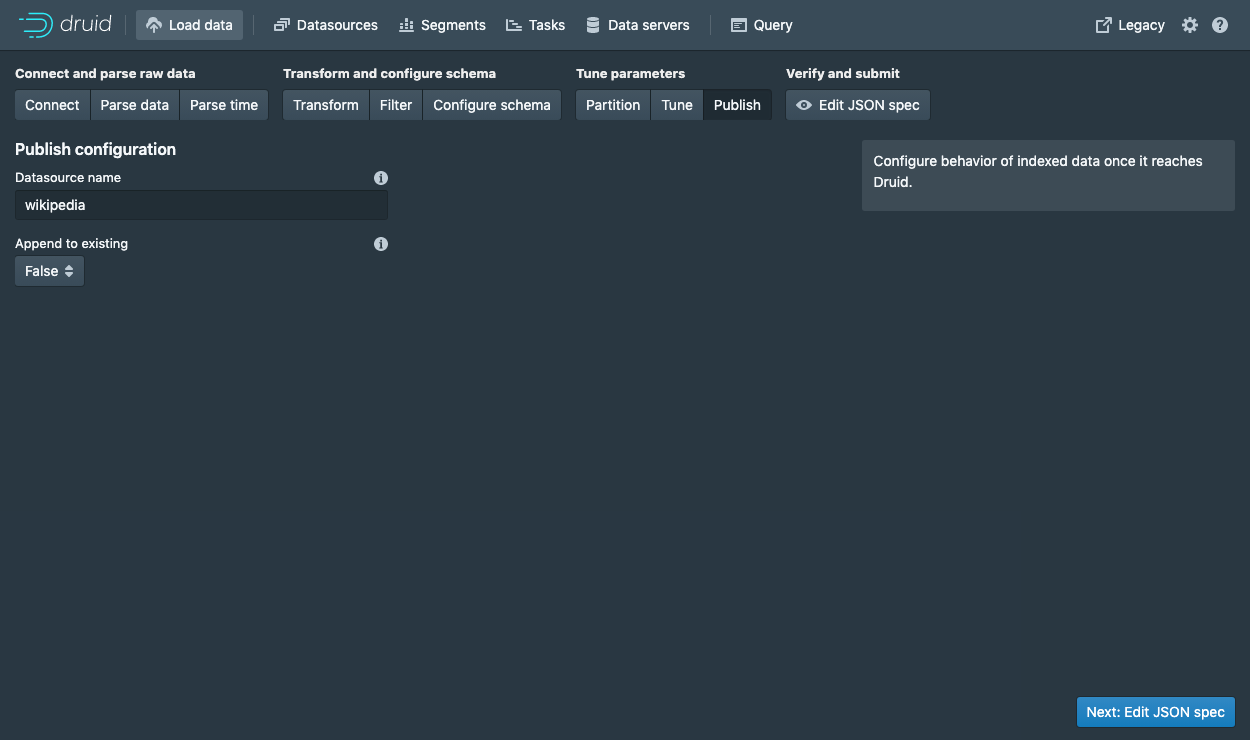 druid Load data Datasources Segments Tasks Data servers Query Legacy
Connect and parse raw data Transform and configure schema Tune parameters Verify and submit
Connect Parse data Parse time Transform Filter Configure schema Partition Tune Publish Edit JSON spec
Publish configuration
Datasource name
wikipedia
Append to existing
False
Configure behavior of indexed data once it reaches
Druid.
Next: Edit JSON spec